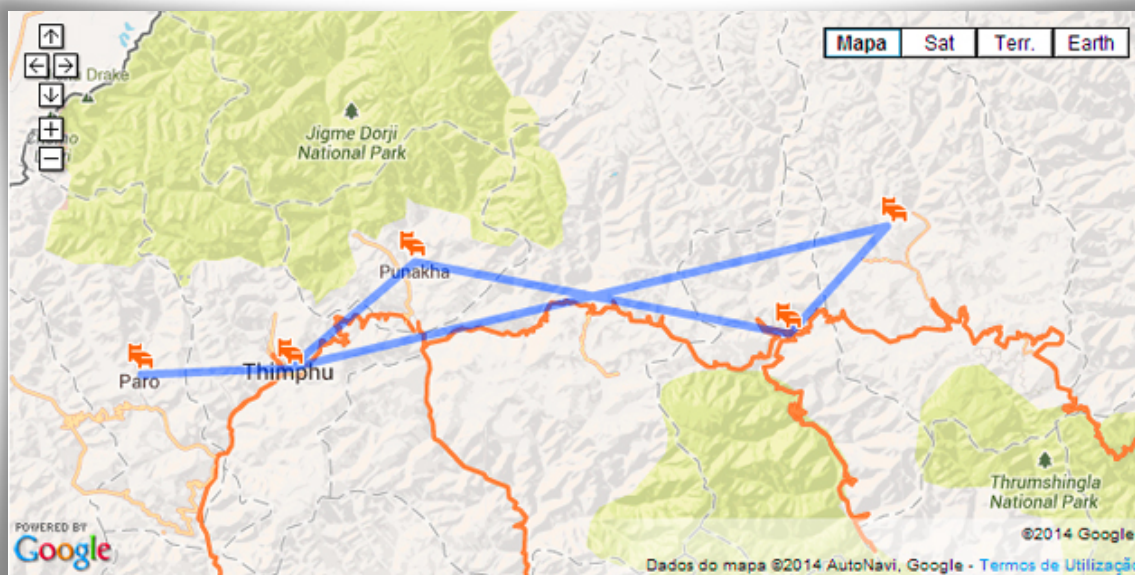 Mapa
Sat
Terr.
Earth
Drake
Jigme Dorji
National Park
Punakha
Paro
Thimphu
Thrumshingla
National Park
POWERED BY
Google
©2014 Google
Dados do mapa ©2014 AutoNavi, Google - Termos de Utilização